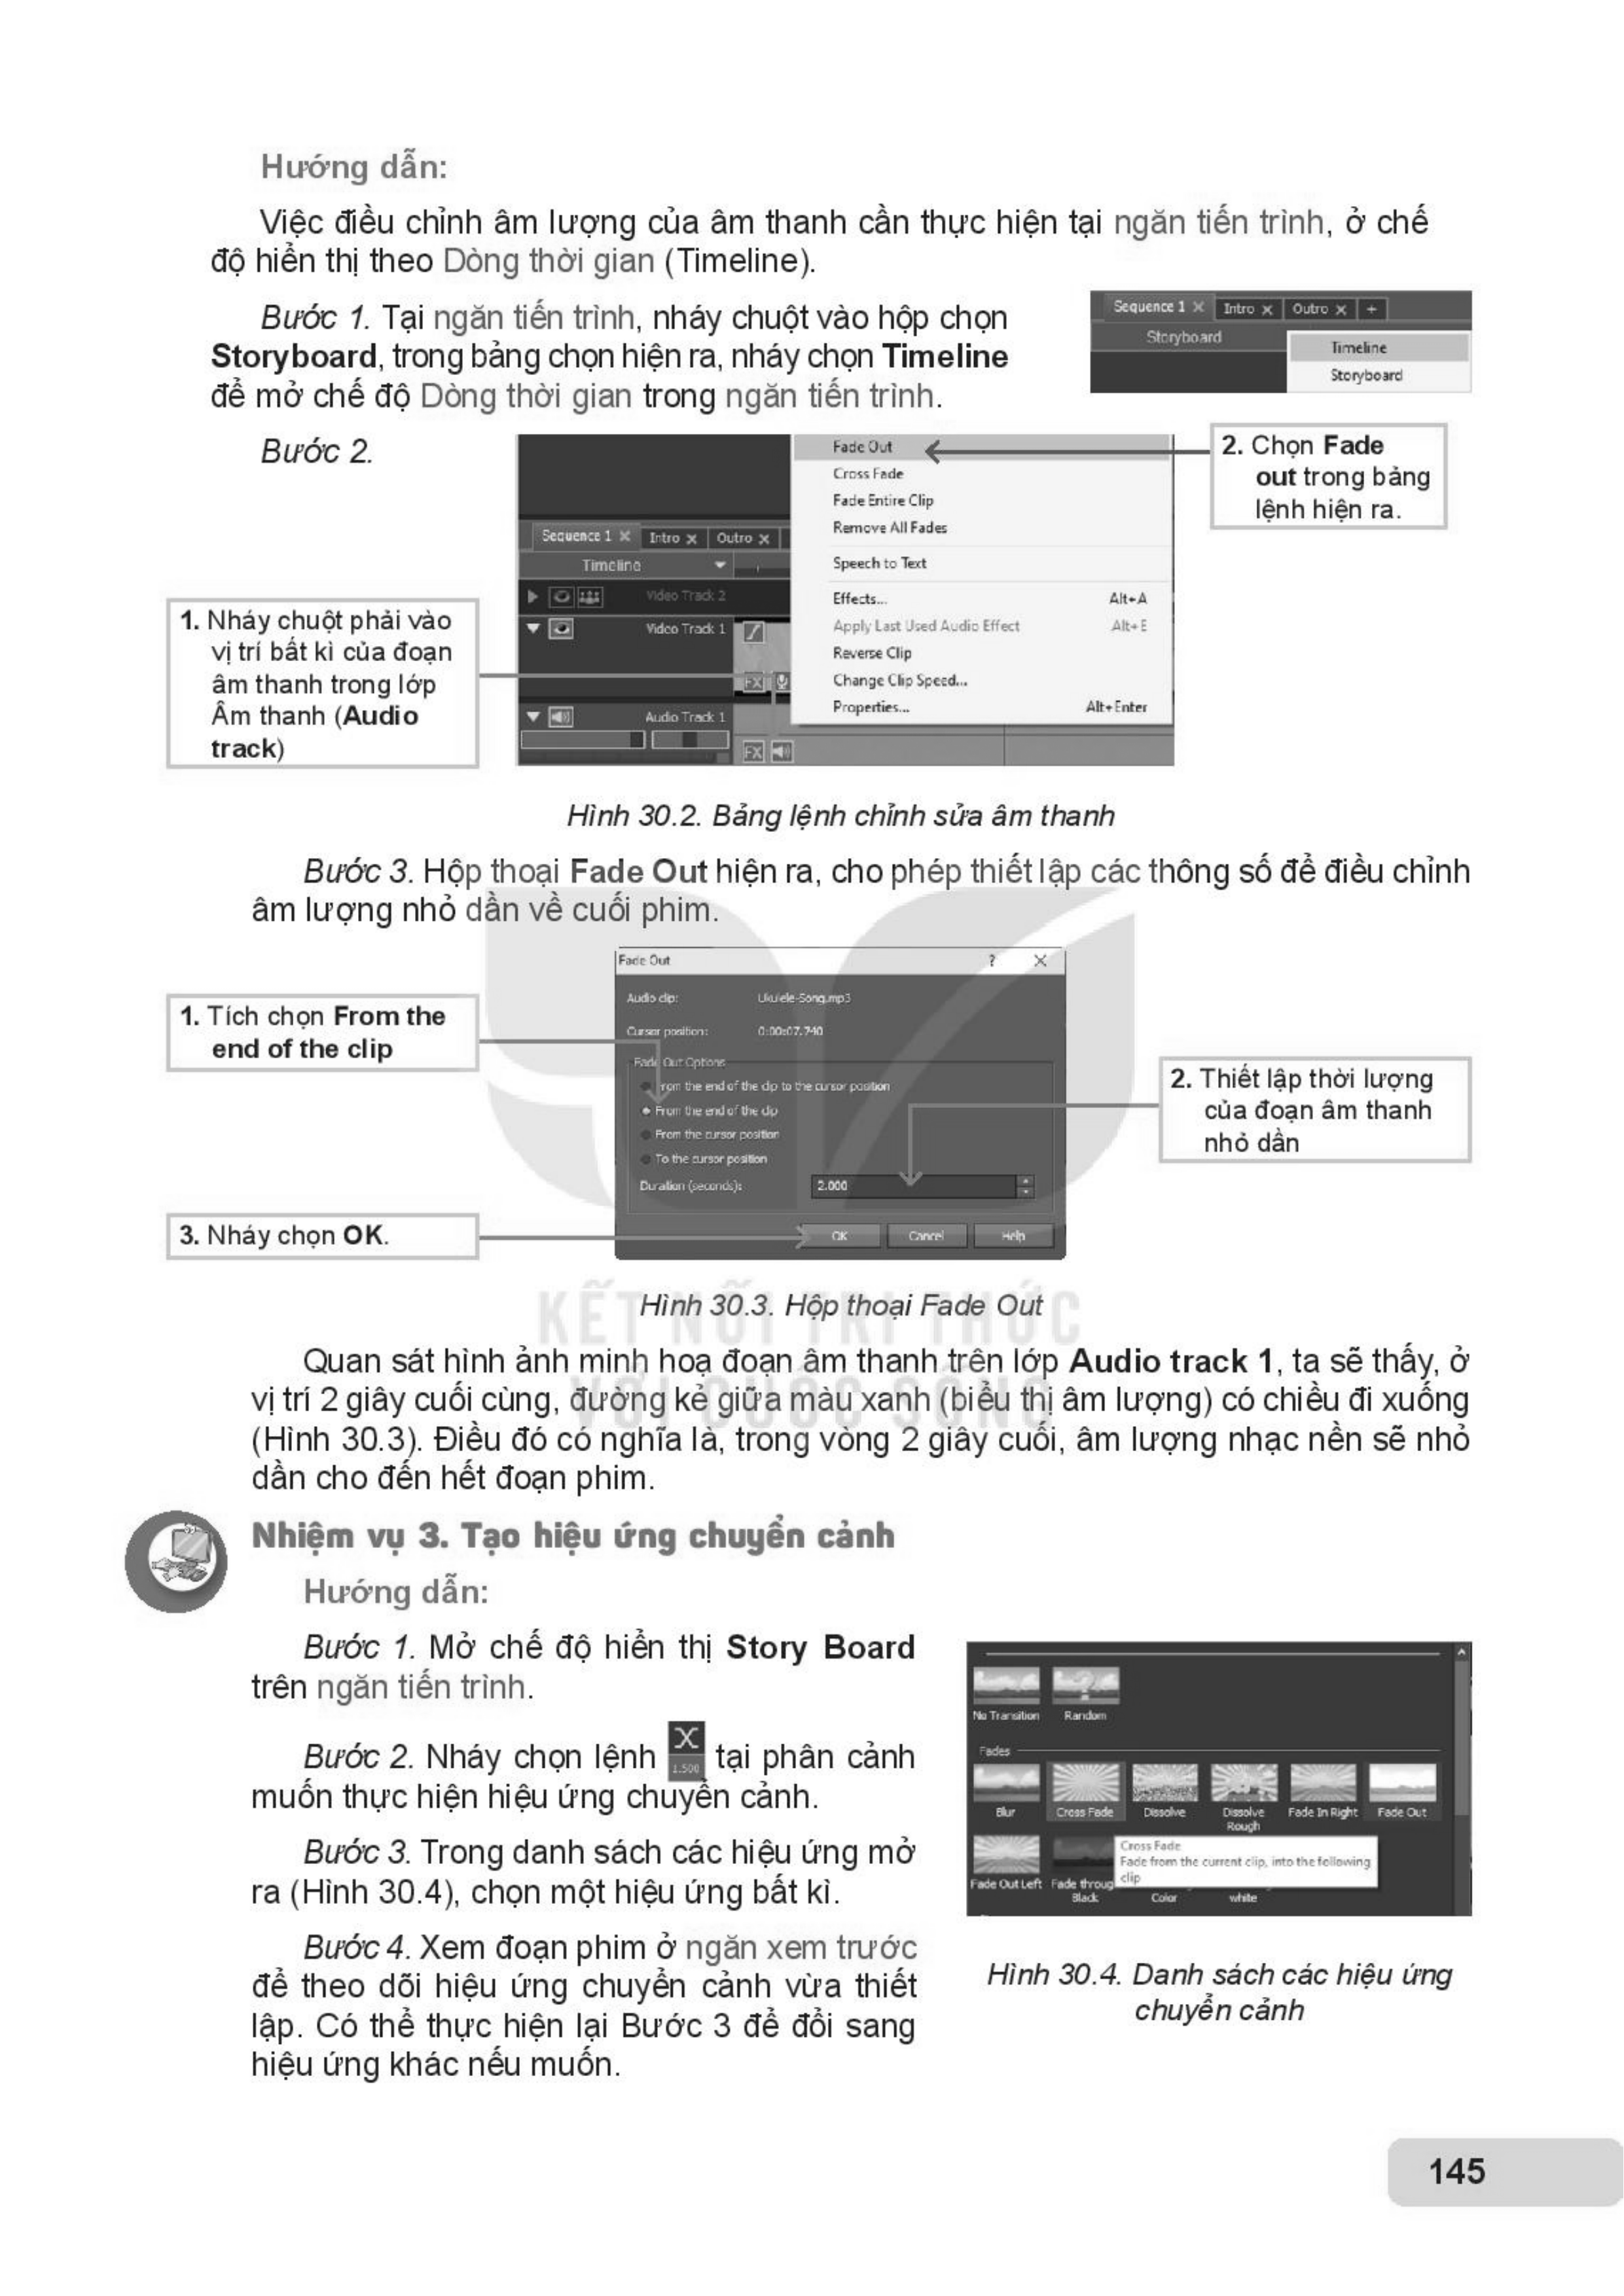 Hướng dẫn:
Việc điều chỉnh âm lượng của âm thanh cần thực hiện tại ngăn tiến trình, ở chế
độ hiển thị theo Dòng thời gian (Timeline).
Bước 1. Tại ngăn tiến trình, nháy chuột vào hộp chọn
Storyboard, trong bảng chọn hiện ra, nháy chọn Timeline
để mở chế độ Dòng thời gian trong ngăn tiến trình.
Sequence 1 X Intro X Outro X +
Storyboard
Timeline
Storyboard
Bước 2.
Fade Out
Cross Fade
Fade Entire Clip
Remove All Fades
Speech to Text
Effects... Alt+A
Apply Last Used Audio Effect Alt+E
Reverse Clip
Change Clip Speed...
Properties... Alt+Enter
Sequence 1 X Intro X Outro X
Timeline
Video Track 2
Video Track 1
FX
Audio Track 1
FX
2. Chọn Fade
out trong bảng
lệnh hiện ra.
1. Nháy chuột phải vào
vị trí bất kì của đoạn
âm thanh trong lớp
Âm thanh (Audio
track)
Hình 30.2. Bảng lệnh chỉnh sửa âm thanh
Bước 3. Hộp thoại Fade Out hiện ra, cho phép thiết lập các thông số để điều chỉnh
âm lượng nhỏ dần về cuối phim.
Fade Out ? X
Audio clip: Ukulele-Song.mp3
Cursor position: 0:00:07.740
Fade Out Options
From the end of the clip to the cursor position
From the end of the clip
From the cursor position
To the cursor position
Duration (seconds): 2.000
OK Cancel Help
1. Tích chọn From the
end of the clip
2. Thiết lập thời lượng
của đoạn âm thanh
nhỏ dần
3. Nháy chọn OK.
Hình 30.3. Hộp thoại Fade Out
KẾT NỐI TRI THỨC
VỚI CUỘC SỐNG
Quan sát hình ảnh minh hoạ đoạn âm thanh trên lớp Audio track 1, ta sẽ thấy, ở
vị trí 2 giây cuối cùng, đường kẻ giữa màu xanh (biểu thị âm lượng) có chiều đi xuống
(Hình 30.3). Điều đó có nghĩa là, trong vòng 2 giây cuối, âm lượng nhạc nền sẽ nhỏ
dần cho đến hết đoạn phim.
Nhiệm vụ 3. Tạo hiệu ứng chuyển cảnh
Hướng dẫn:
Bước 1. Mở chế độ hiển thị Story Board
trên ngăn tiến trình.
Bước 2. Nháy chọn lệnh X 1.500 tại phân cảnh
muốn thực hiện hiệu ứng chuyển cảnh.
Bước 3. Trong danh sách các hiệu ứng mở
ra (Hình 30.4), chọn một hiệu ứng bất kì.
Bước 4. Xem đoạn phim ở ngăn xem trước
để theo dõi hiệu ứng chuyển cảnh vừa thiết
lập. Có thể thực hiện lại Bước 3 để đổi sang
hiệu ứng khác nếu muốn.
No Transition Random
Fades
Blur Cross Fade Dissolve Dissolve Rough Fade In Right Fade Out
Cross Fade
Fade from the current clip, into the following
clip
Fade Out Left Fade throug
Black Color white
Hình 30.4. Danh sách các hiệu ứng
chuyển cảnh
145